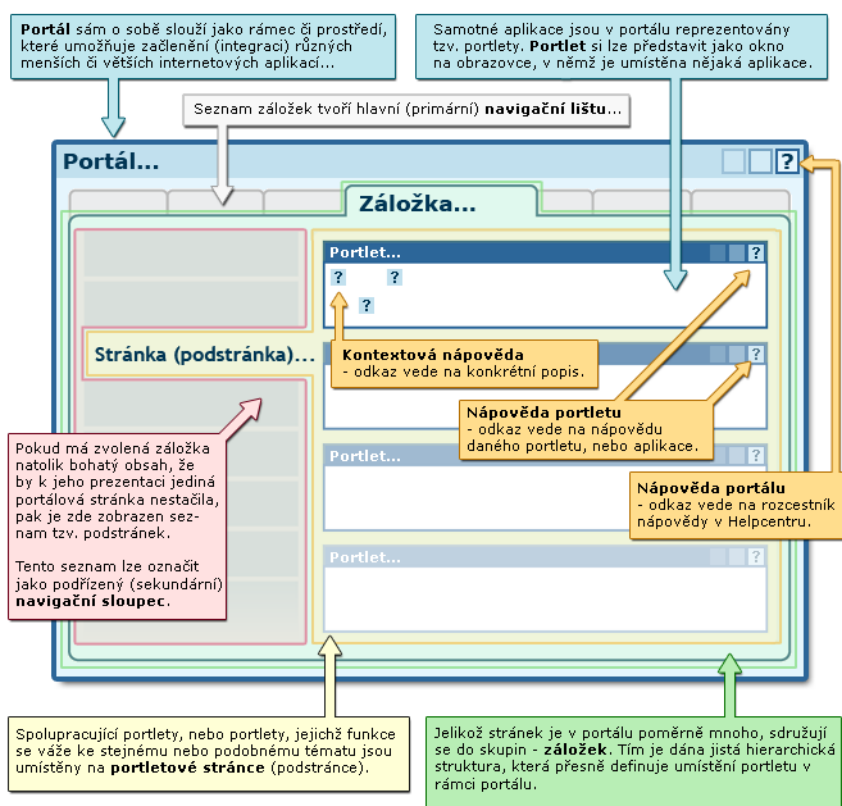 Portál sám o sobě slouží jako rámec či prostředí,
které umožňuje začlenění (integraci) různých
menších či větších internetových aplikací...
Samotné aplikace jsou v portálu reprezentovány
tzv. portlety. Portlet si lze představit jako okno
na obrazovce, v němž je umístěna nějaká aplikace.
Seznam záložek tvoří hlavní (primární) navigační lištu...
Portál...
?
Záložka...
Portlet...
?
? ?
?
Stránka (podstránka)...
Kontextová nápověda
- odkaz vede na konkrétní popis.
?
Nápověda portletu
- odkaz vede na nápovědu
daného portletu, nebo aplikace.
Pokud má zvolená záložka
natolik bohatý obsah, že
by k jeho prezentaci jediná
portálová stránka nestačila,
pak je zde zobrazen sez-
nam tzv. podstránek.
Tento seznam lze označit
jako podřízený (sekundární)
navigační sloupec.
Portlet...
?
Nápověda portálu
- odkaz vede na rozcestník
nápovědy v Helpcentru.
Portlet...
?
Spolupracující portlety, nebo portlety, jejichž funkce
se váže ke stejnému nebo podobnému tématu jsou
umístěny na portletové stránce (podstránce).
Jelikož stránek je v portálu poměrně mnoho, sdružují
se do skupin - záložek. Tím je dána jistá hierarchická
struktura, která přesně definuje umístění portletu v
rámci portálu.